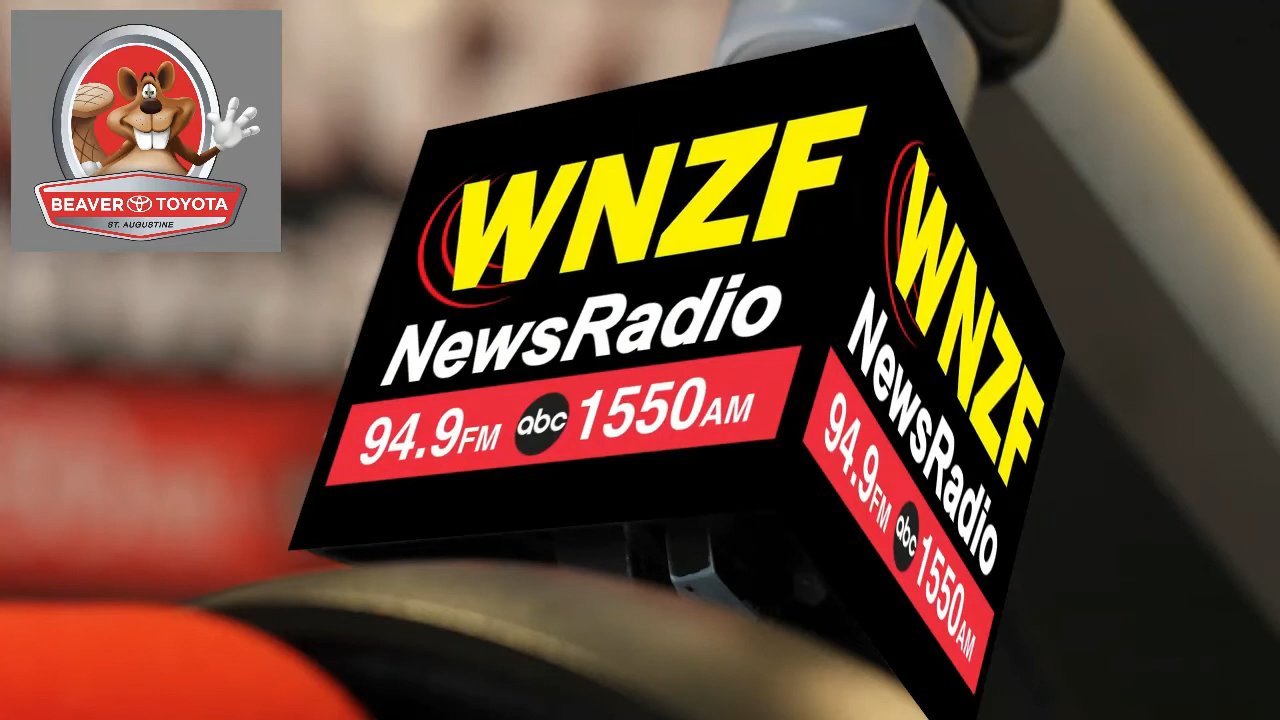 BEAVER TOYOTA
ST. AUGUSTINE
WNZF
NewsRadio
94.9FM abc 1550AM
WNZF
NewsRadio
94.9FM abc 1550AM